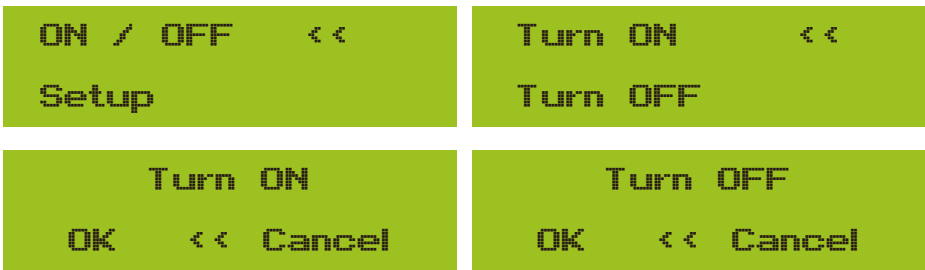 ON / OFF <<
Setup
Turn ON <<
Turn OFF
Turn ON
OK << Cancel
Turn OFF
OK << Cancel